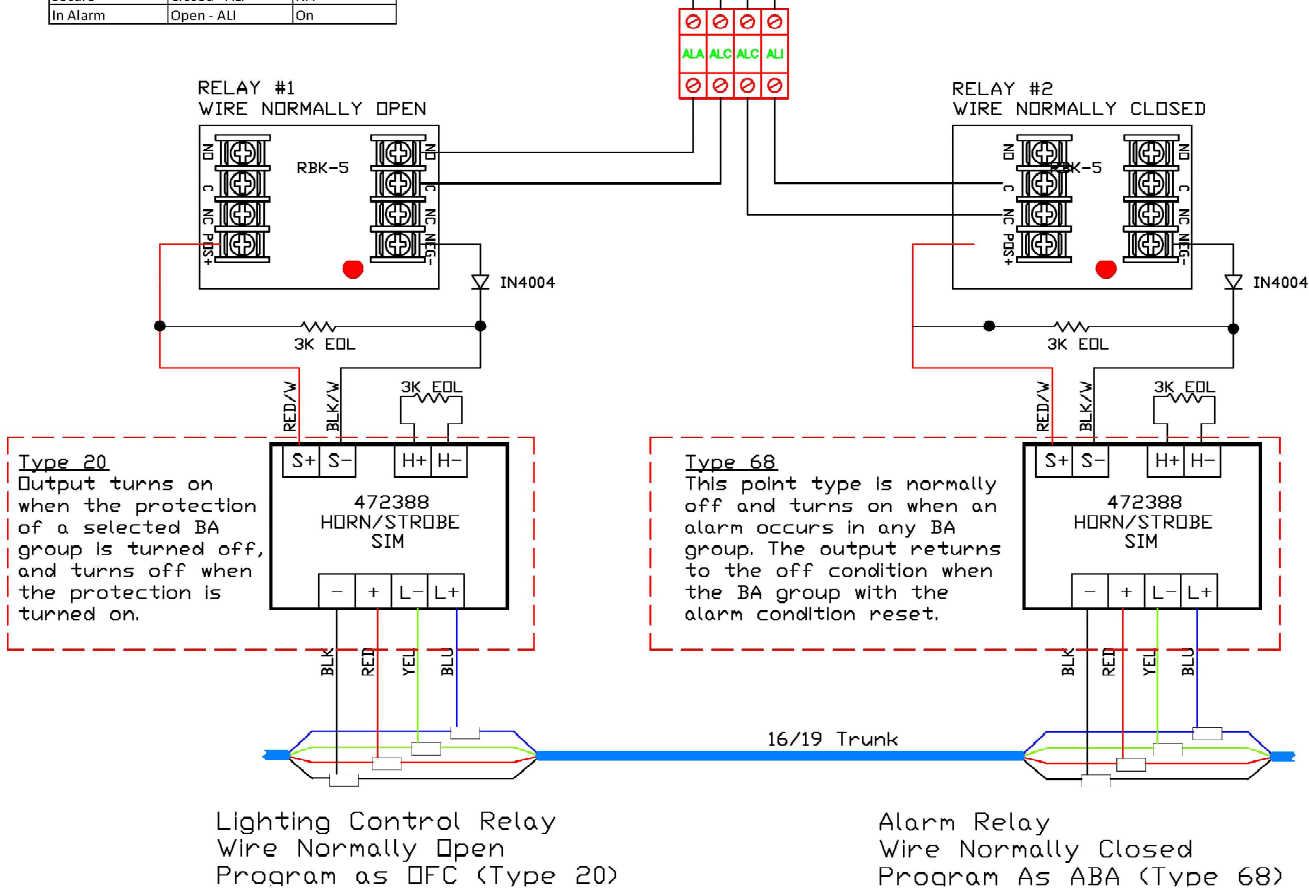 In Alarm Open - ALI On
ALA ALC ALC ALI
RELAY #1
WIRE NORMALLY OPEN
NO
C
NC
POS+
RBK-5
NO
C
NC
NEG-
IN4004
3K EOL
RED/W
BLK/W
3K EOL
S+ S- H+ H-
472388
HORN/STROBE
SIM
- + L- L+
BLK
RED
YEL
BLU
Type 20
Output turns on
when the protection
of a selected BA
group is turned off,
and turns off when
the protection is
turned on.
RELAY #2
WIRE NORMALLY CLOSED
NO
C
NC
POS+
RBK-5
NO
C
NC
NEG-
IN4004
3K EOL
RED/W
BLK/W
3K EOL
S+ S- H+ H-
472388
HORN/STROBE
SIM
- + L- L+
BLK
RED
YEL
BLU
Type 68
This point type is normally
off and turns on when an
alarm occurs in any BA
group. The output returns
to the off condition when
the BA group with the
alarm condition reset.
16/19 Trunk
Lighting Control Relay
Wire Normally Open
Program as OFC (Type 20)
Alarm Relay
Wire Normally Closed
Program As ABA (Type 68)